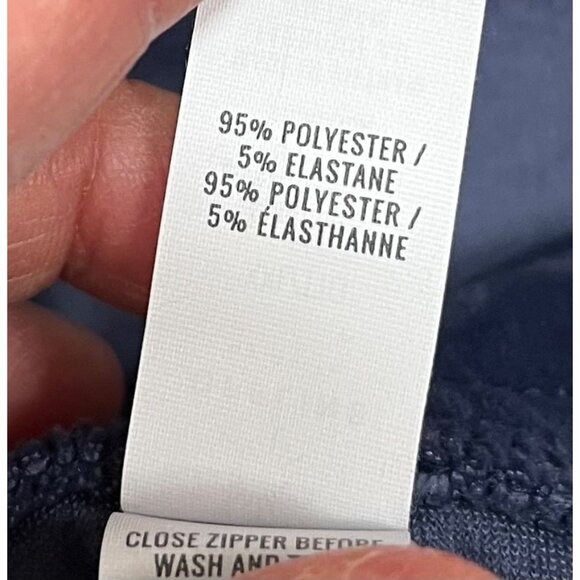 95% POLYESTER /
5% ELASTANE
95% POLYESTER /
5% ÉLASTHANNE
CLOSE ZIPPER BEFORE
WASH AND